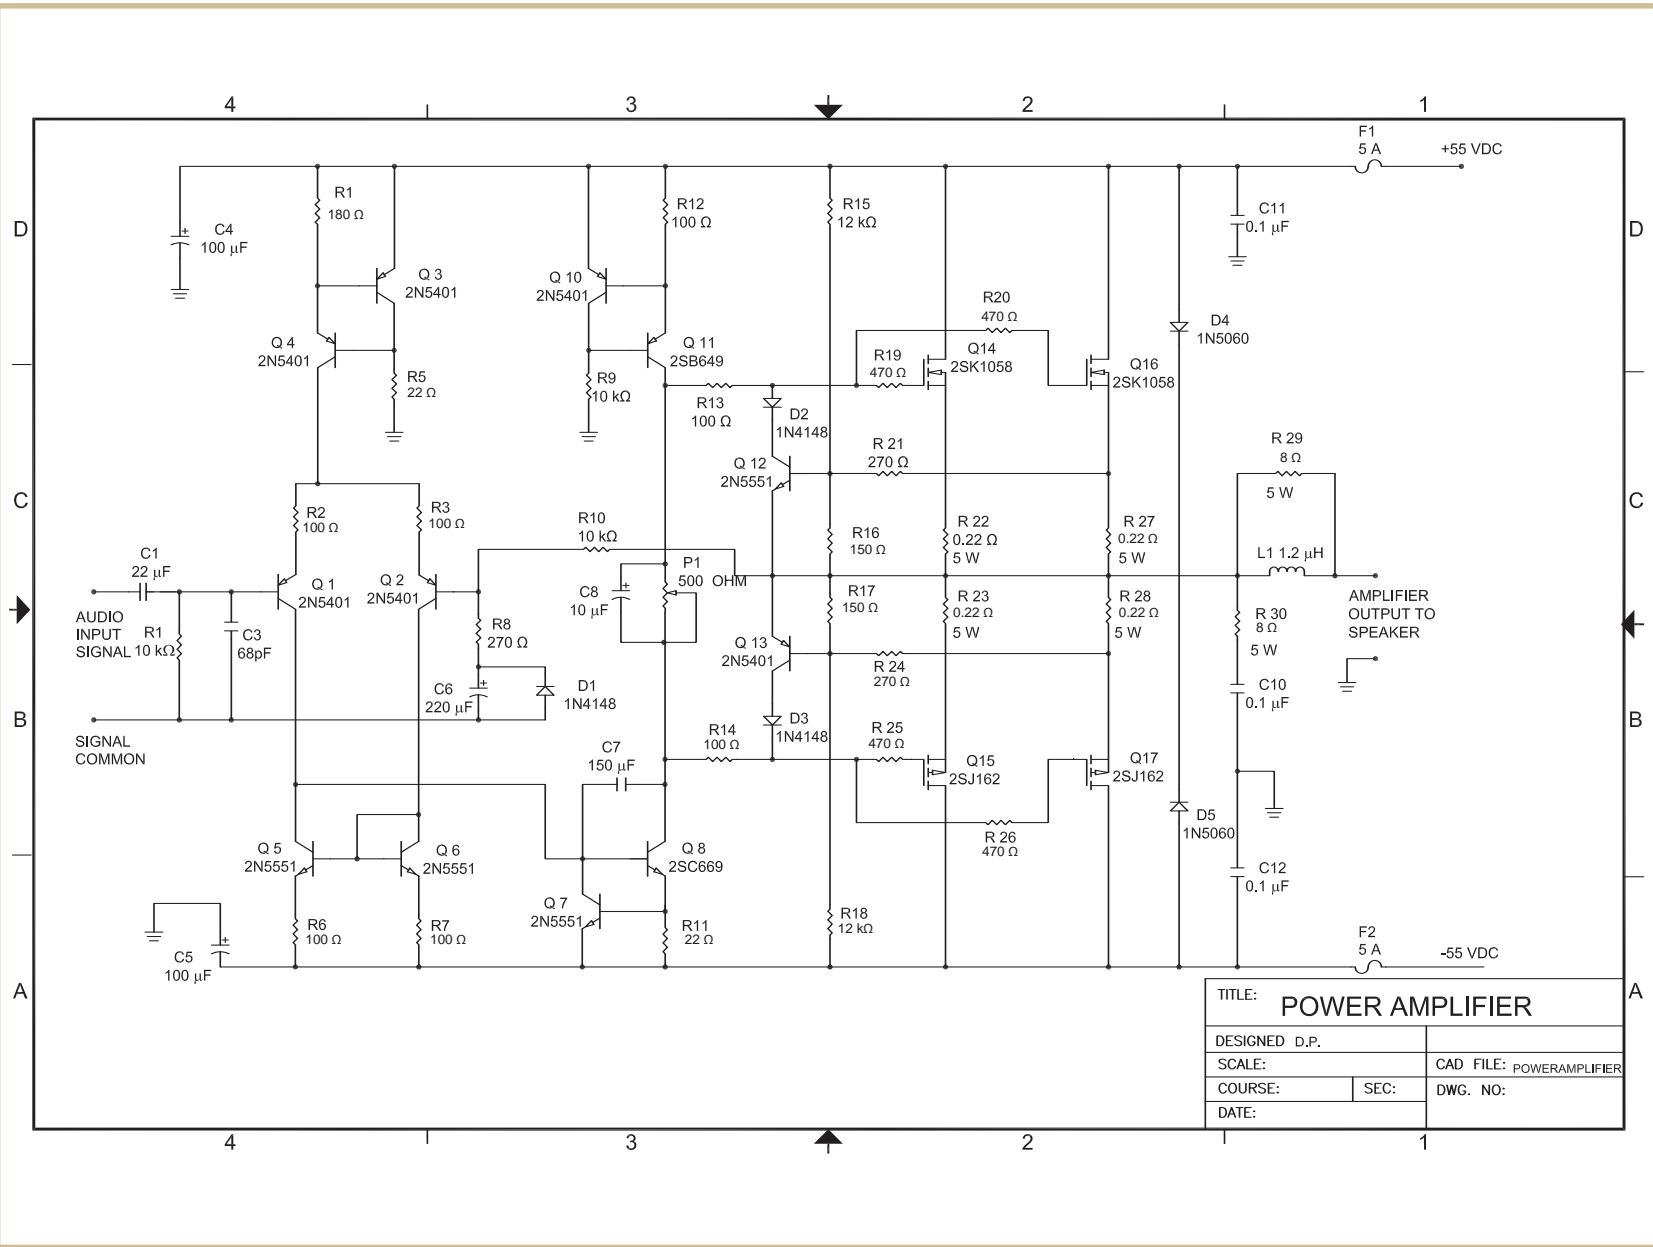 4
3
2
1
F1
5 A
+55 VDC
D
D
R1
180 Ω
R12
100 Ω
R15
12 kΩ
C11
0.1 µF
C4
100 µF
Q 3
2N5401
Q 10
2N5401
R20
470 Ω
D4
1N5060
Q 4
2N5401
Q 11
2SB649
R19
470 Ω
Q14
2SK1058
Q16
2SK1058
R5
22 Ω
R9
10 kΩ
R13
100 Ω
D2
1N4148
R 21
270 Ω
R 29
8 Ω
5 W
Q 12
2N5551
C
C
R2
100 Ω
R3
100 Ω
R10
10 kΩ
R16
150 Ω
R 22
0.22 Ω
5 W
R 27
0.22 Ω
5 W
L1 1.2 µH
C1
22 µF
Q 1
2N5401
Q 2
2N5401
P1
500 OHM
C8
10 µF
R17
150 Ω
R 23
0.22 Ω
5 W
R 28
0.22 Ω
5 W
AMPLIFIER
OUTPUT TO
SPEAKER
AUDIO
INPUT
SIGNAL
R1
10 kΩ
C3
68pF
R8
270 Ω
Q 13
2N5401
R 24
270 Ω
R 30
8 Ω
5 W
C6
220 µF
D1
1N4148
C10
0.1 µF
B
B
SIGNAL
COMMON
R14
100 Ω
D3
1N4148
R 25
470 Ω
C7
150 µF
Q15
2SJ162
Q17
2SJ162
D5
1N5060
Q 5
2N5551
Q 6
2N5551
Q 8
2SC669
R 26
470 Ω
C12
0.1 µF
Q 7
2N5551
R6
100 Ω
R7
100 Ω
R11
22 Ω
R18
12 kΩ
F2
5 A
-55 VDC
C5
100 µF
A
A
TITLE: POWER AMPLIFIER
DESIGNED D.P.
SCALE:
CAD FILE: POWERAMPLIFIER
COURSE:
SEC:
DWG. NO:
DATE:
4
3
2
1